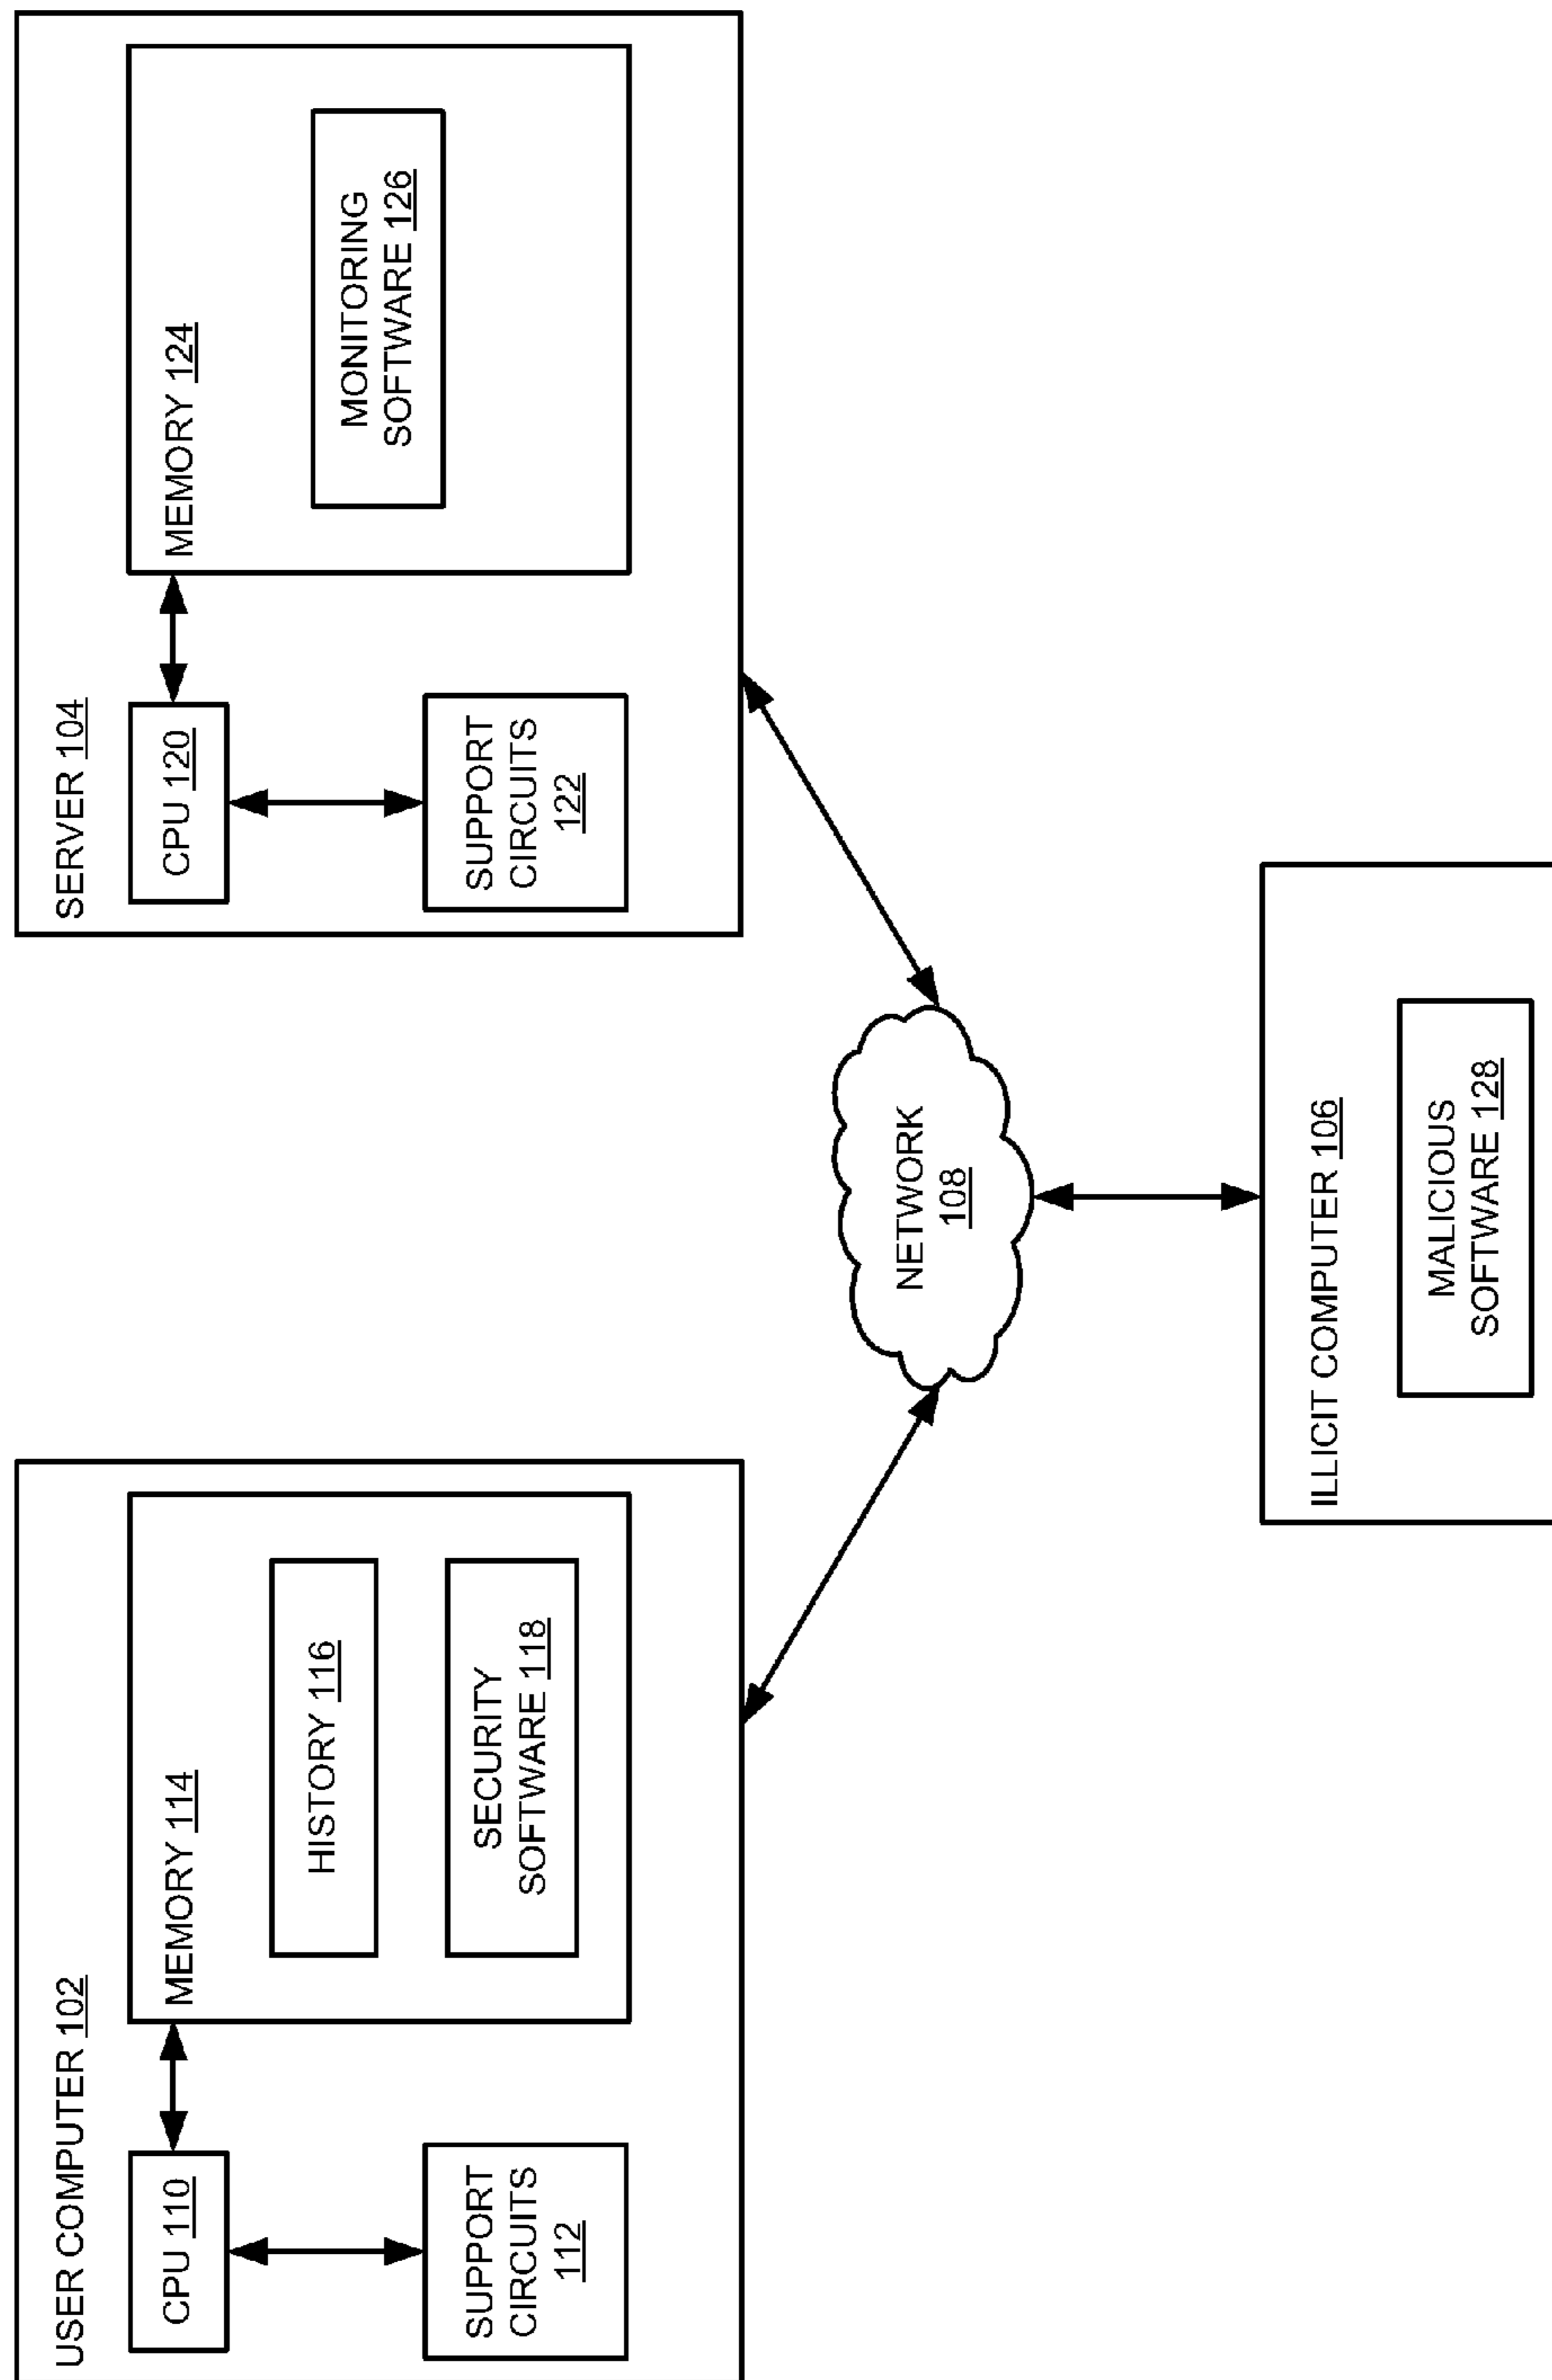 USER COMPUTER 102
CPU 110
SUPPORT
CIRCUITS
112
MEMORY 114
HISTORY 116
SECURITY
SOFTWARE 118
SERVER 104
CPU 120
SUPPORT
CIRCUITS
122
MEMORY 124
MONITORING
SOFTWARE 126
NETWORK
108
ILLICIT COMPUTER 106
MALICIOUS
SOFTWARE 128